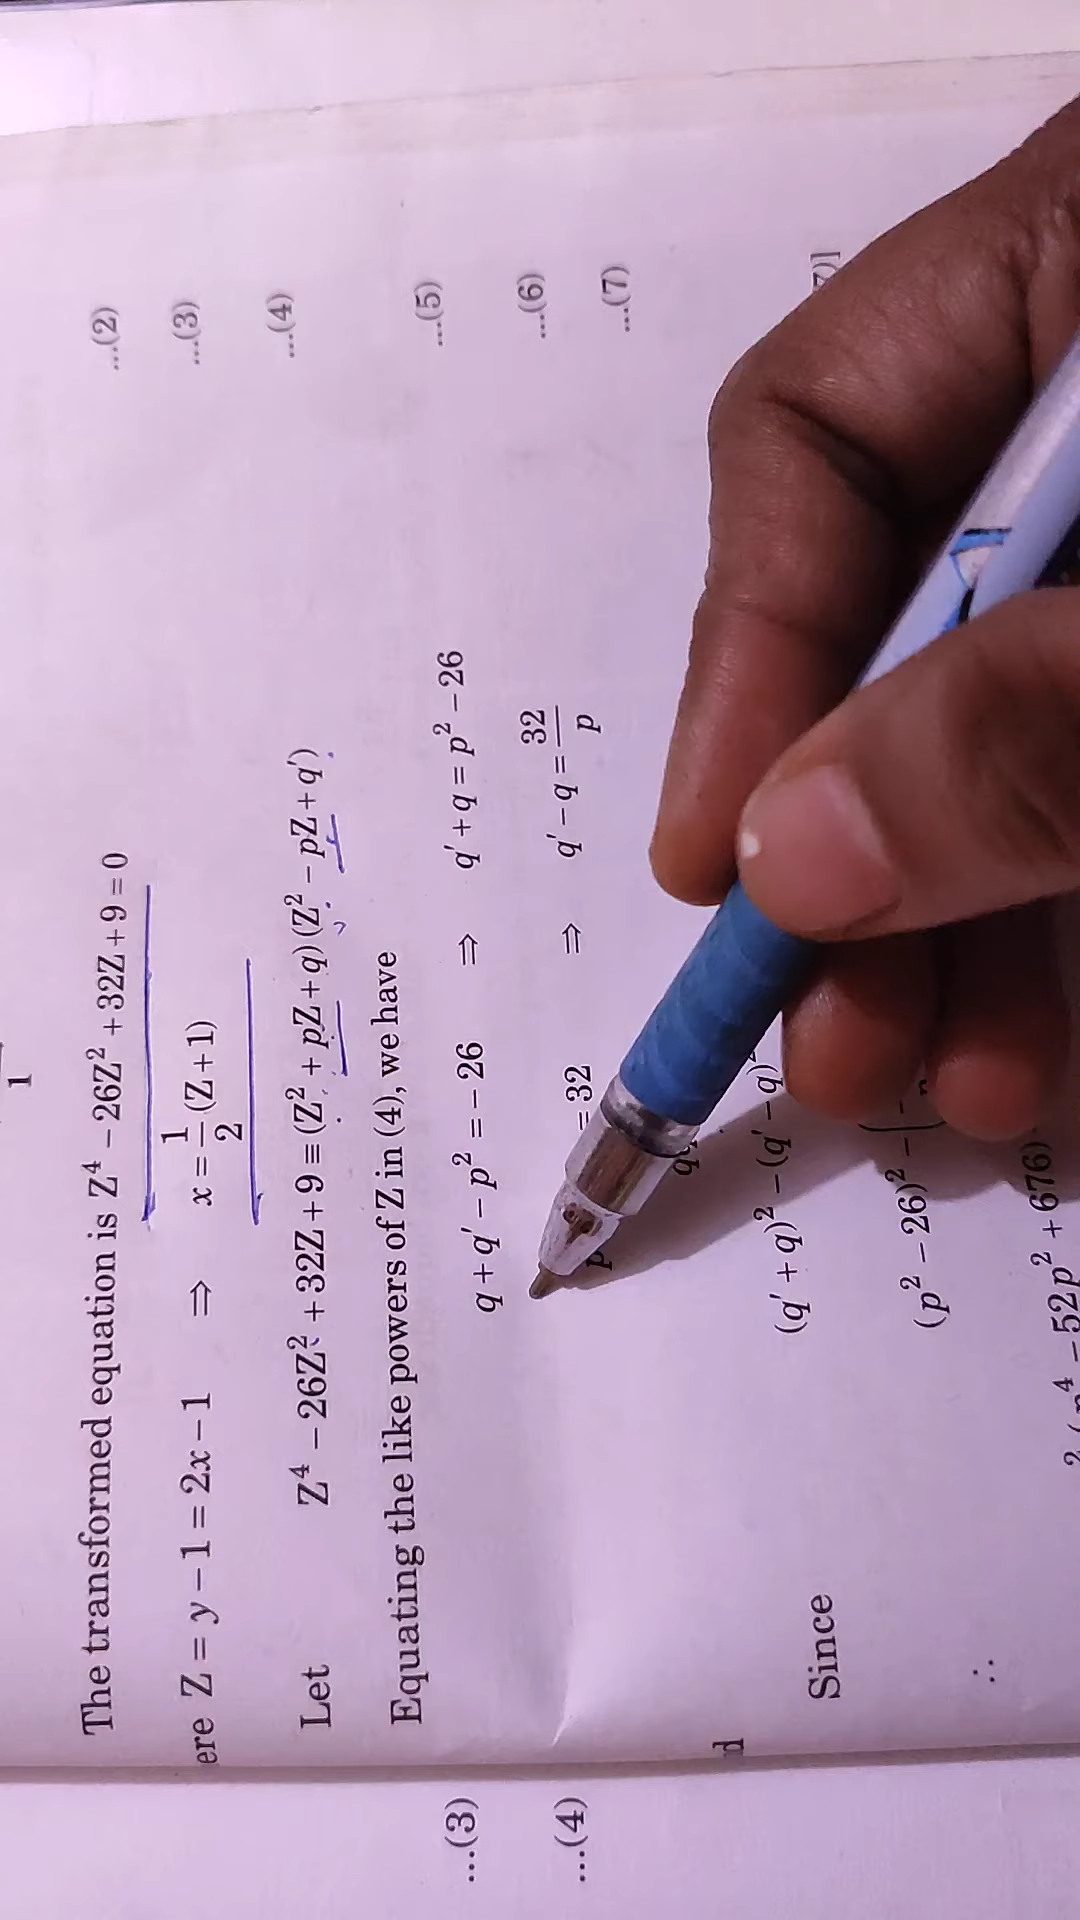 1
The transformed equation is Z⁴ − 26Z² + 32Z + 9 = 0 ...(2)
ere Z = y − 1 = 2x − 1 ⇒ x = 1/2 (Z + 1) ...(3)
Let Z⁴ − 26Z² + 32Z + 9 ≡ (Z² + pZ + q) (Z² − pZ + q′) ...(4)
Equating the like powers of Z in (4), we have
q + q′ − p² = − 26 ⇒ q′ + q = p² − 26 ...(5)
p = 32 ⇒ q′ − q = 32/p ...(6)
d q ...(7)
Since (q′ + q)² − (q′ − q)² 7)]
∴ (p² − 26)² −
− 52p² + 676)
...(3)
...(4)